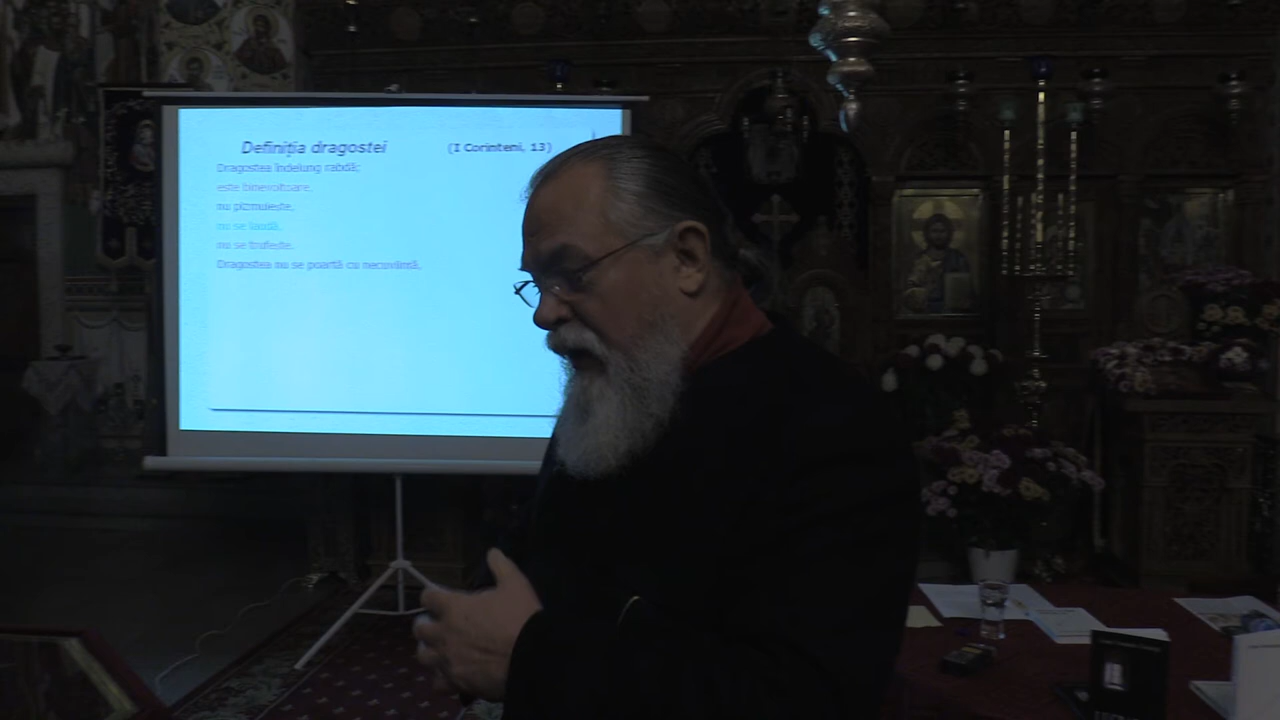 Definiția dragostei (I Corinteni, 13)
Dragostea îndelung rabdă;
este binevoitoare,
nu pizmuiește,
nu se laudă,
nu se trufește.
Dragostea nu se poartă cu necuviință,